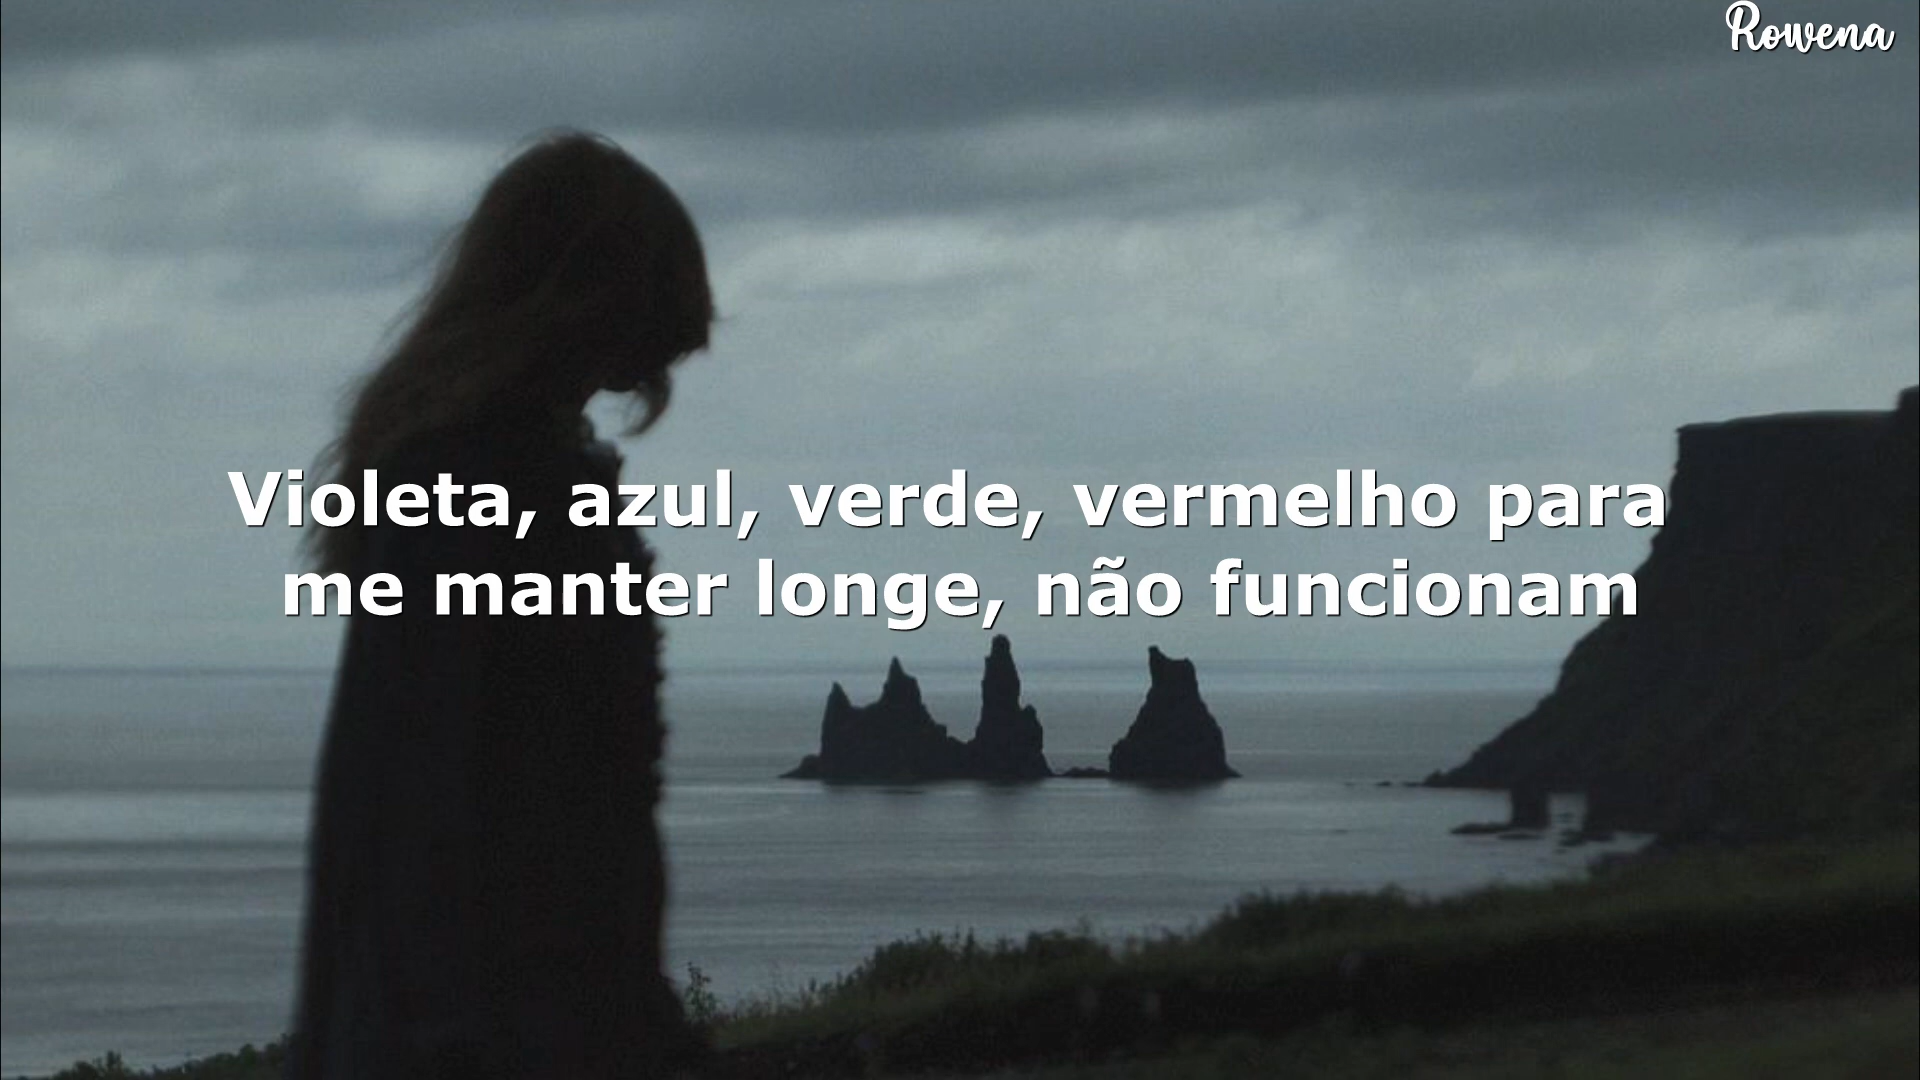 Rowena
Violeta, azul, verde, vermelho para
me manter longe, não funcionam